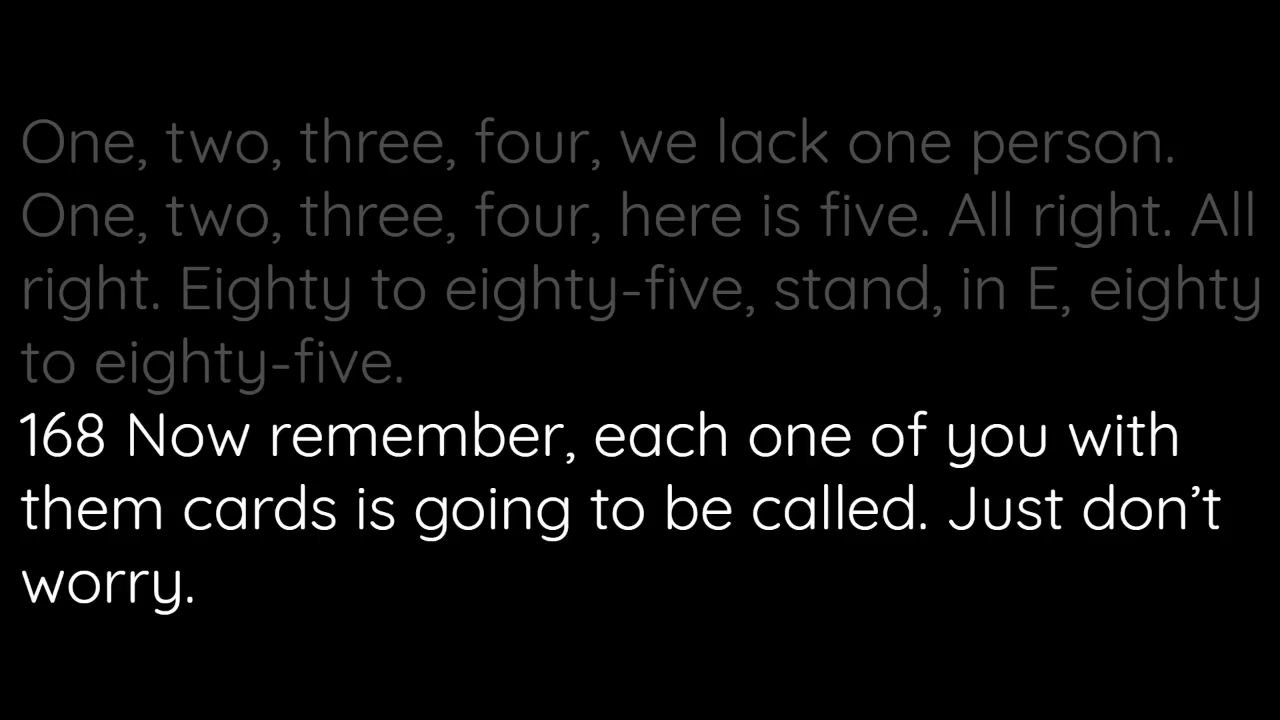 One, two, three, four, we lack one person.
One, two, three, four, here is five. All right. All
right. Eighty to eighty-five, stand, in E, eighty
to eighty-five.
168 Now remember, each one of you with
them cards is going to be called. Just don’t
worry.